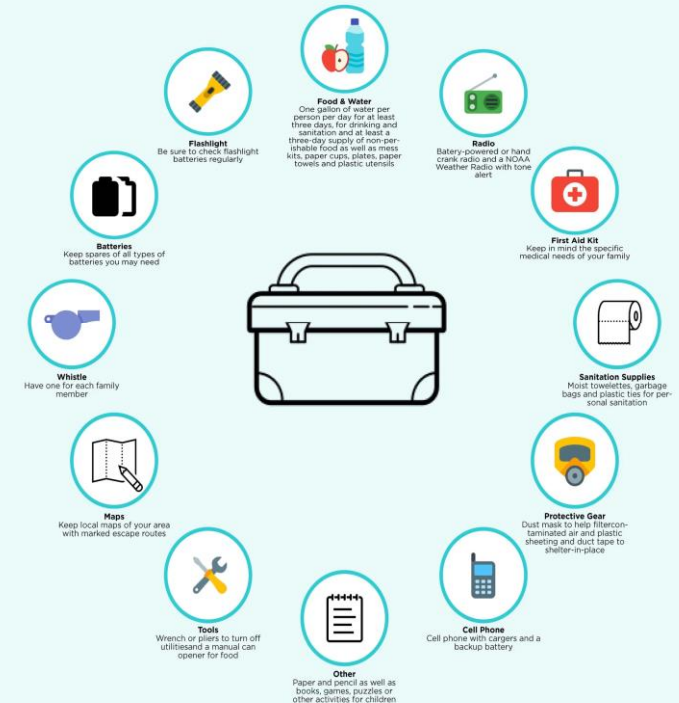 Food & Water
One gallon of water per
person per day for at least
three days, for drinking and
sanitation and at least a
three-day supply of non-per-
ishable food as well as mess
kits, paper cups, plates, paper
towels and plastic utensils
Radio
Batery-powered or hand
crank radio and a NOAA
Weather Radio with tone
alert
First Aid Kit
Keep in mind the specific
medical needs of your family
Sanitation Supplies
Moist towelettes, garbage
bags and plastic ties for per-
sonal sanitation
Protective Gear
Dust mask to help filtercon-
taminated air and plastic
sheeting and duct tape to
shelter-in-place
Cell Phone
Cell phone with cargers and a
backup battery
Other
Paper and pencil as well as
books, games, puzzles or
other activities for children
Tools
Wrench or pliers to turn off
utilitiesand a manual can
opener for food
Maps
Keep local maps of your area
with marked escape routes
Whistle
Have one for each family
member
Batteries
Keep spares of all types of
batteries you may need
Flashlight
Be sure to check flashlight
batteries regularly